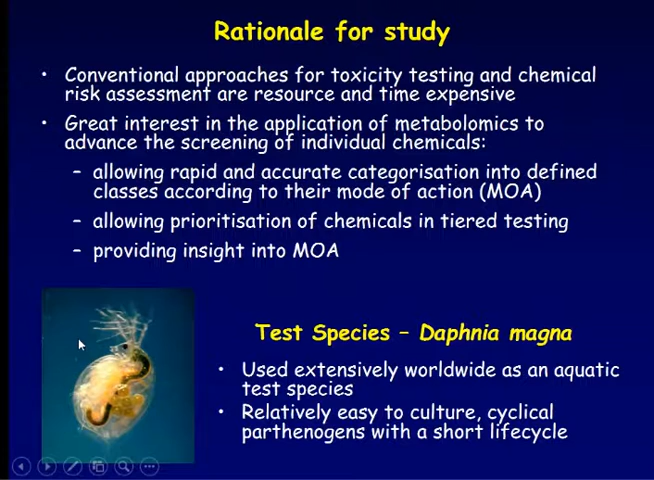 Rationale for study
• Conventional approaches for toxicity testing and chemical
risk assessment are resource and time expensive
• Great interest in the application of metabolomics to
advance the screening of individual chemicals:
– allowing rapid and accurate categorisation into defined
classes according to their mode of action (MOA)
– allowing prioritisation of chemicals in tiered testing
– providing insight into MOA
Test Species – Daphnia magna
• Used extensively worldwide as an aquatic
test species
• Relatively easy to culture, cyclical
parthenogens with a short lifecycle